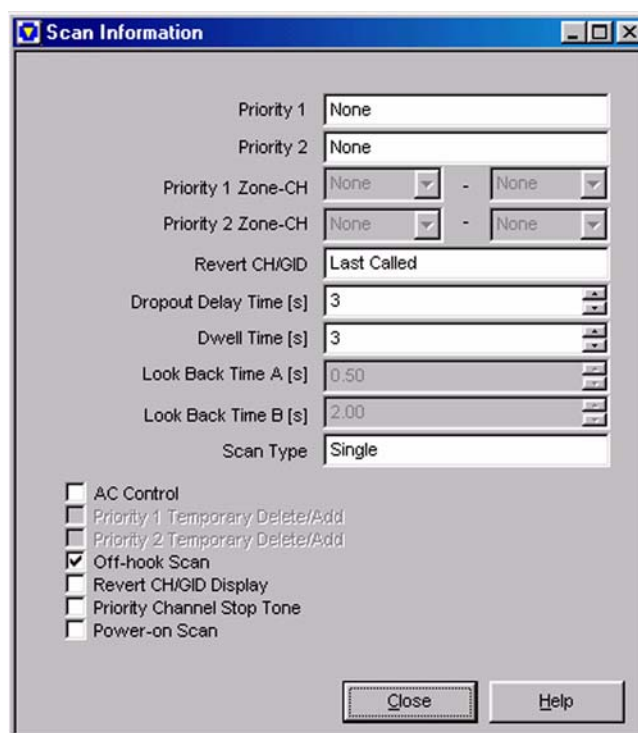 Scan Information
Priority 1 None
Priority 2 None
Priority 1 Zone-CH None - None
Priority 2 Zone-CH None - None
Revert CH/GID Last Called
Dropout Delay Time [s] 3
Dwell Time [s] 3
Look Back Time A [s] 0.50
Look Back Time B [s] 2.00
Scan Type Single
AC Control
Priority 1 Temporary Delete/Add
Priority 2 Temporary Delete/Add
Off-hook Scan
Revert CH/GID Display
Priority Channel Stop Tone
Power-on Scan
Close Help